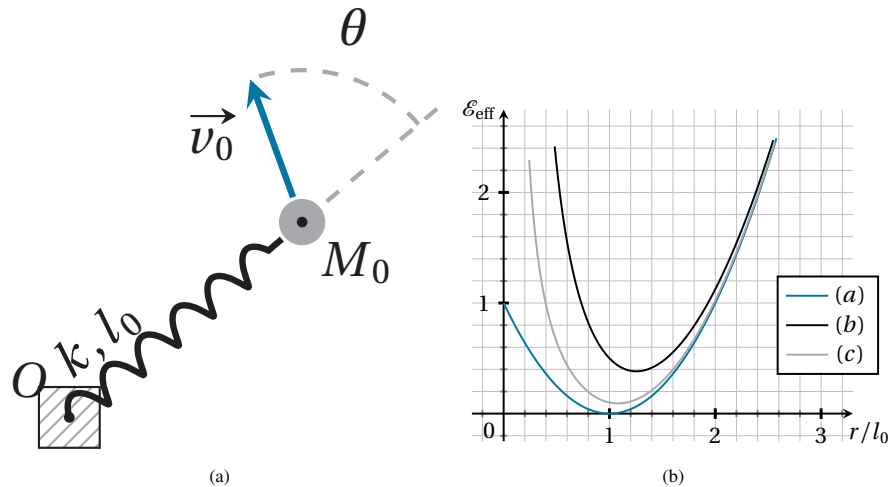 θ
v₀
M₀
k, l₀
O
(a)
ℰeff
2
1
0
1
2
3
r/l₀
(a)
(b)
(c)
(b)